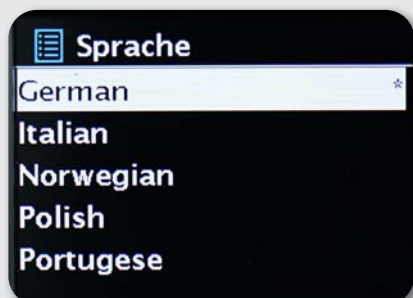 Sprache
German *
Italian
Norwegian
Polish
Portugese